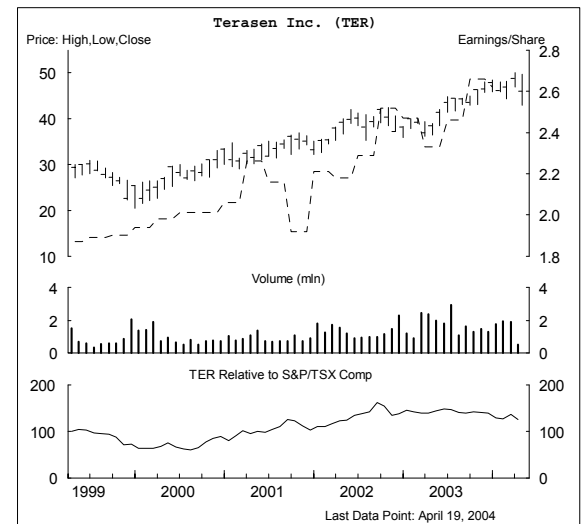 Terasen Inc. (TER)
Price: High,Low,Close Earnings/Share
50
40
30
20
10
2.8
2.6
2.4
2.2
2.0
1.8
Volume (mln)
4 4
2 2
0 0
TER Relative to S&P/TSX Comp
200 200
100 100
0 0
1999 2000 2001 2002 2003
Last Data Point: April 19, 2004